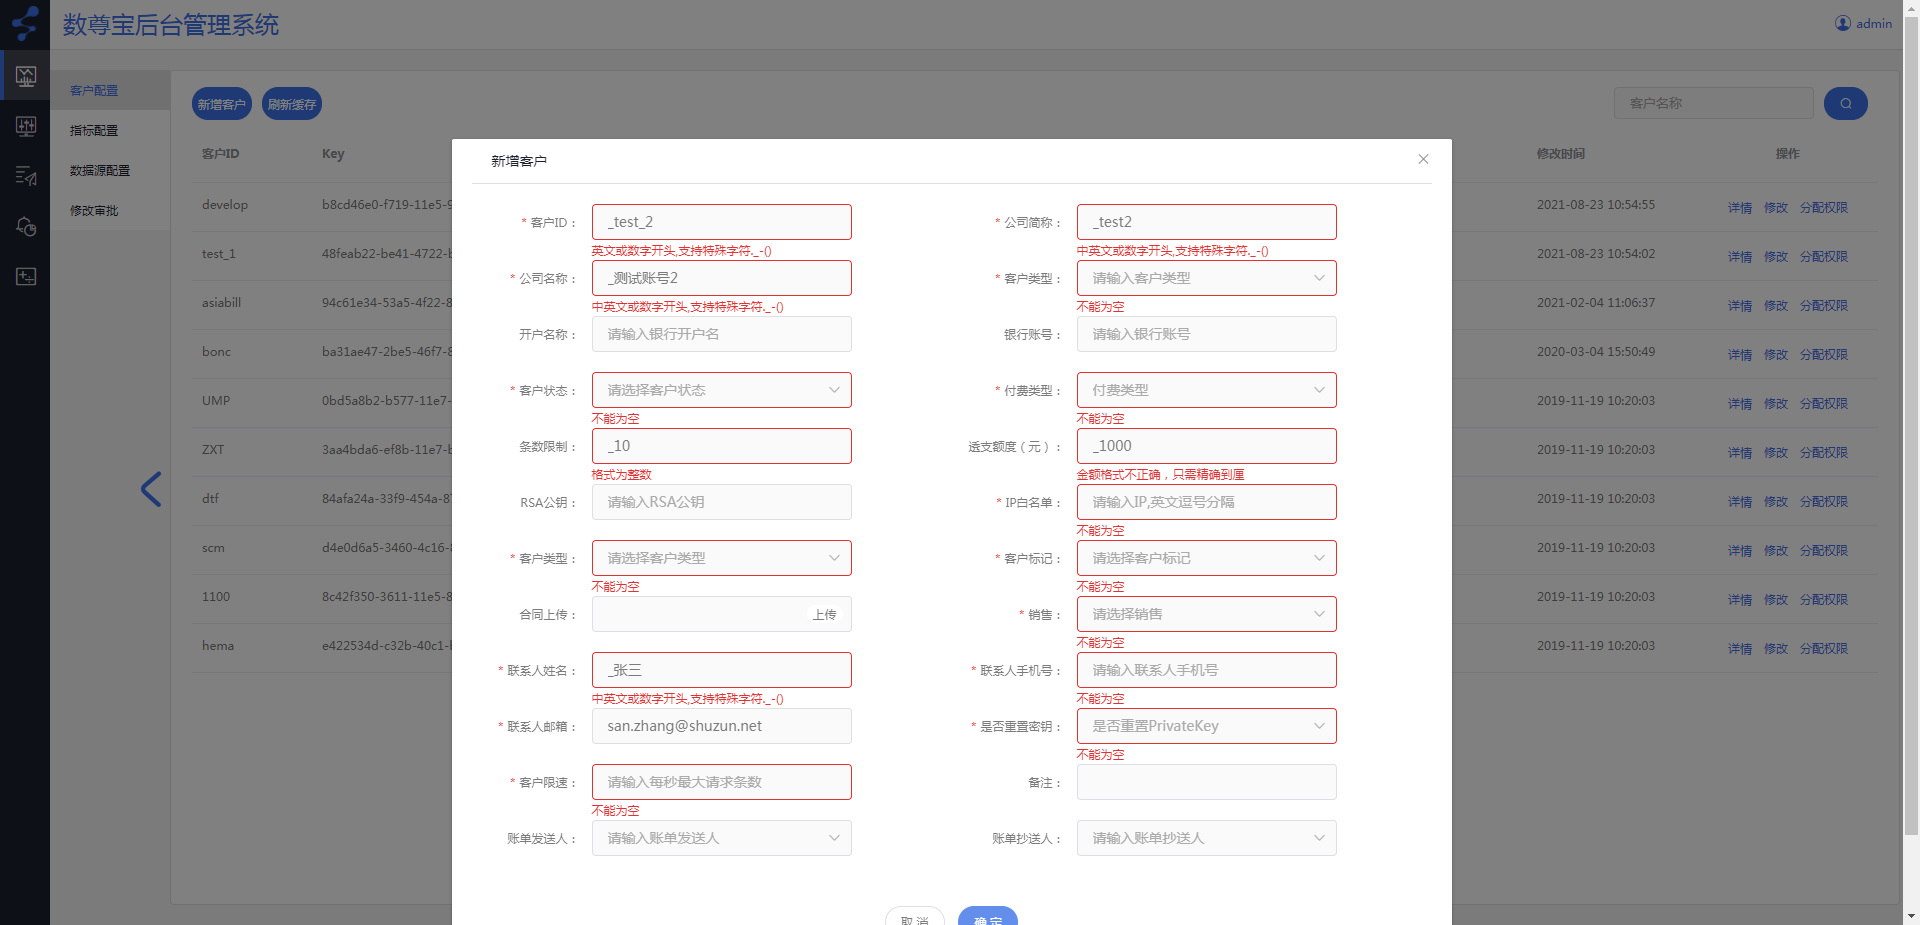 数尊宝后台管理系统
admin
客户配置
指标配置
数据源配置
修改审批
新增客户
刷新缓存
客户名称
客户ID
Key
修改时间
操作
develop
b8cd46e0-f719-11e5-9
2021-08-23 10:54:55
详情 修改 分配权限
test_1
48feab22-be41-4722-b
2021-08-23 10:54:02
详情 修改 分配权限
asiabill
94c61e34-53a5-4f22-8
2021-02-04 11:06:37
详情 修改 分配权限
bonc
ba31ae47-2be5-46f7-8
2020-03-04 15:50:49
详情 修改 分配权限
UMP
0bd5a8b2-b577-11e7-
2019-11-19 10:20:03
详情 修改 分配权限
ZXT
3aa4bda6-ef8b-11e7-b
2019-11-19 10:20:03
详情 修改 分配权限
dtf
84afa24a-33f9-454a-87
2019-11-19 10:20:03
详情 修改 分配权限
scm
d4e0d6a5-3460-4c16-8
2019-11-19 10:20:03
详情 修改 分配权限
1100
8c42f350-3611-11e5-8
2019-11-19 10:20:03
详情 修改 分配权限
hema
e422534d-c32b-40c1-b
2019-11-19 10:20:03
详情 修改 分配权限
新增客户
* 客户ID： _test_2
英文或数字开头,支持特殊字符._-()
* 公司简称： _test2
中英文或数字开头,支持特殊字符._-()
* 公司名称： _测试账号2
中英文或数字开头,支持特殊字符._-()
* 客户类型： 请输入客户类型
不能为空
开户名称： 请输入银行开户名
银行账号： 请输入银行账号
* 客户状态： 请选择客户状态
不能为空
* 付费类型： 付费类型
不能为空
条数限制： _10
格式为整数
透支额度（元）： _1000
金额格式不正确，只需精确到厘
RSA公钥： 请输入RSA公钥
* IP白名单： 请输入IP,英文逗号分隔
不能为空
* 客户类型： 请选择客户类型
不能为空
* 客户标记： 请选择客户标记
不能为空
合同上传： 上传
* 销售： 请选择销售
不能为空
* 联系人姓名： _张三
中英文或数字开头,支持特殊字符._-()
* 联系人手机号： 请输入联系人手机号
不能为空
* 联系人邮箱： san.zhang@shuzun.net
* 是否重置密钥： 是否重置PrivateKey
不能为空
* 客户限速： 请输入每秒最大请求条数
不能为空
备注：
账单发送人： 请输入账单发送人
账单抄送人： 请输入账单抄送人
取 消
确 定